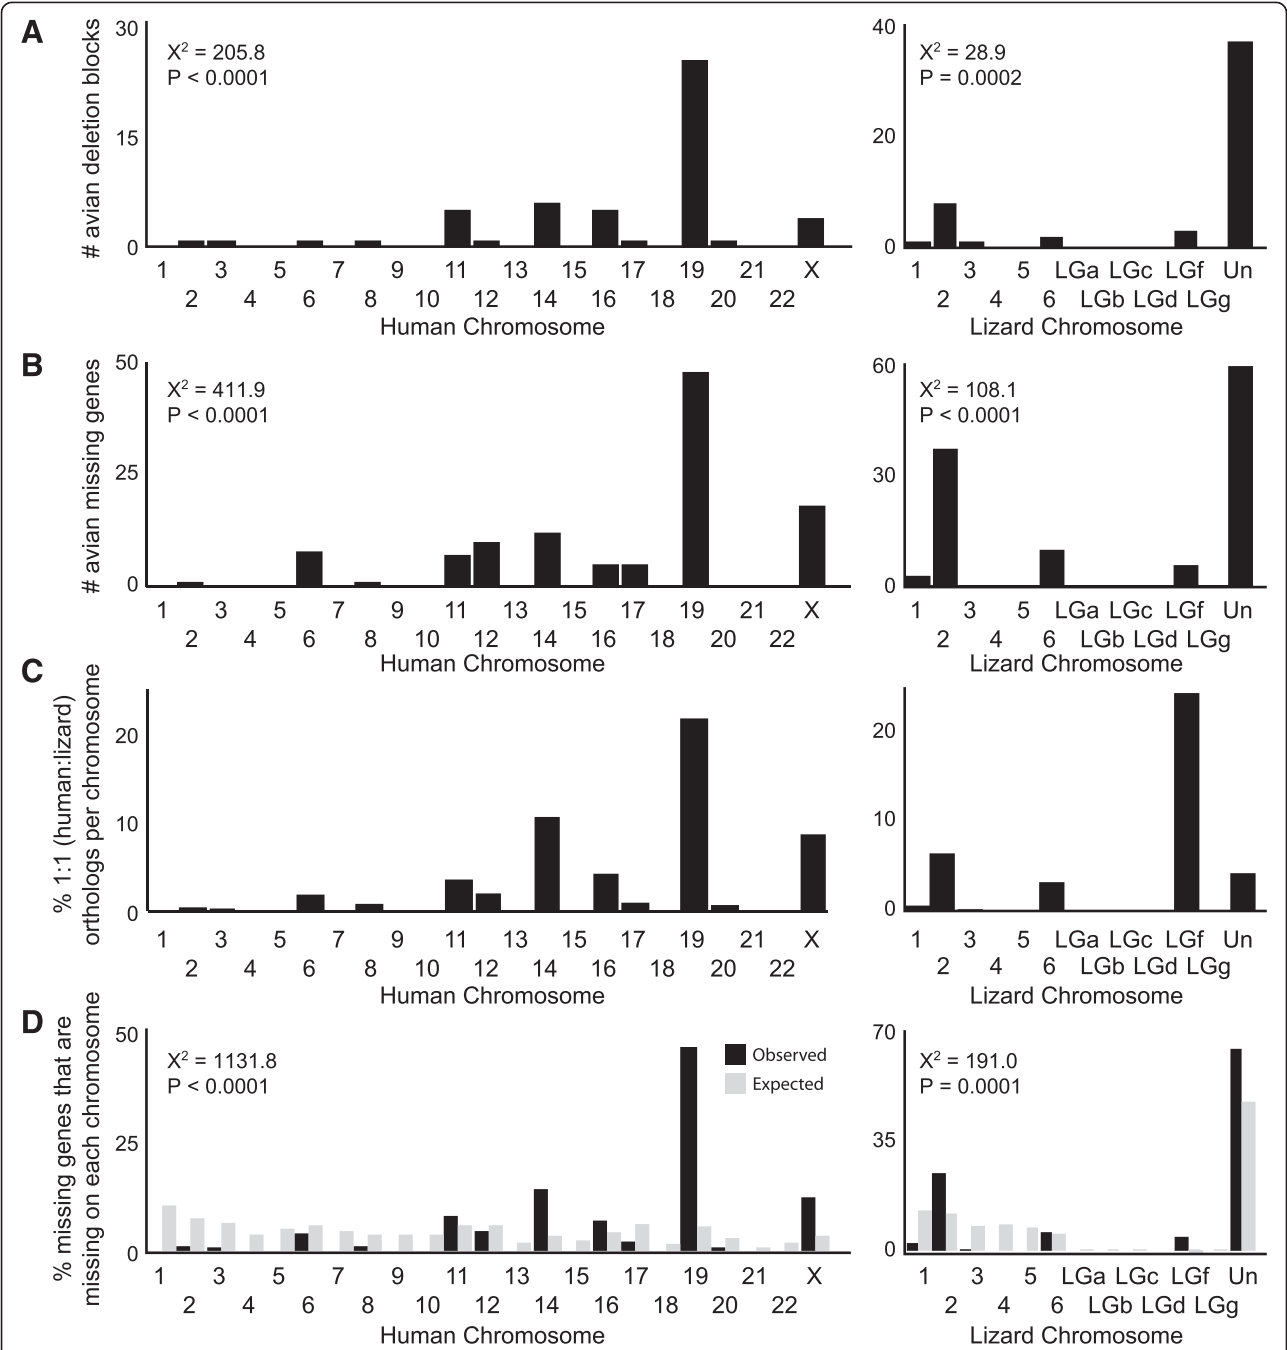 A
# avian deletion blocks
30
15
0
X² = 205.8
P < 0.0001
1 3 5 7 9 11 13 15 17 19 21 X
2 4 6 8 10 12 14 16 18 20 22
Human Chromosome
40
20
0
X² = 28.9
P = 0.0002
1 3 5 LGa LGc LGf Un
2 4 6 LGb LGd LGg
Lizard Chromosome
B
# avian missing genes
50
25
0
X² = 411.9
P < 0.0001
1 3 5 7 9 11 13 15 17 19 21 X
2 4 6 8 10 12 14 16 18 20 22
Human Chromosome
60
30
0
X² = 108.1
P < 0.0001
1 3 5 LGa LGc LGf Un
2 4 6 LGb LGd LGg
Lizard Chromosome
C
% 1:1 (human:lizard)
orthologs per chromosome
20
10
0
1 3 5 7 9 11 13 15 17 19 21 X
2 4 6 8 10 12 14 16 18 20 22
Human Chromosome
20
10
0
1 3 5 LGa LGc LGf Un
2 4 6 LGb LGd LGg
Lizard Chromosome
D
% missing genes that are
missing on each chromosome
50
25
0
X² = 1131.8
P < 0.0001
Observed
Expected
1 3 5 7 9 11 13 15 17 19 21 X
2 4 6 8 10 12 14 16 18 20 22
Human Chromosome
70
35
0
X² = 191.0
P = 0.0001
1 3 5 LGa LGc LGf Un
2 4 6 LGb LGd LGg
Lizard Chromosome